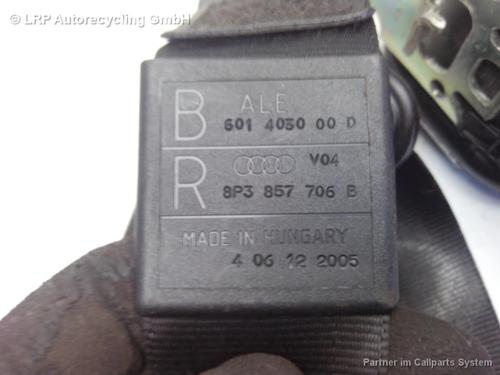 © LRP Autorecycling GmbH
B ALE
601 4030 00 D
R V04
8P3 857 706 B
MADE IN HUNGARY
4 06 12 2005
Partner im Callparts System